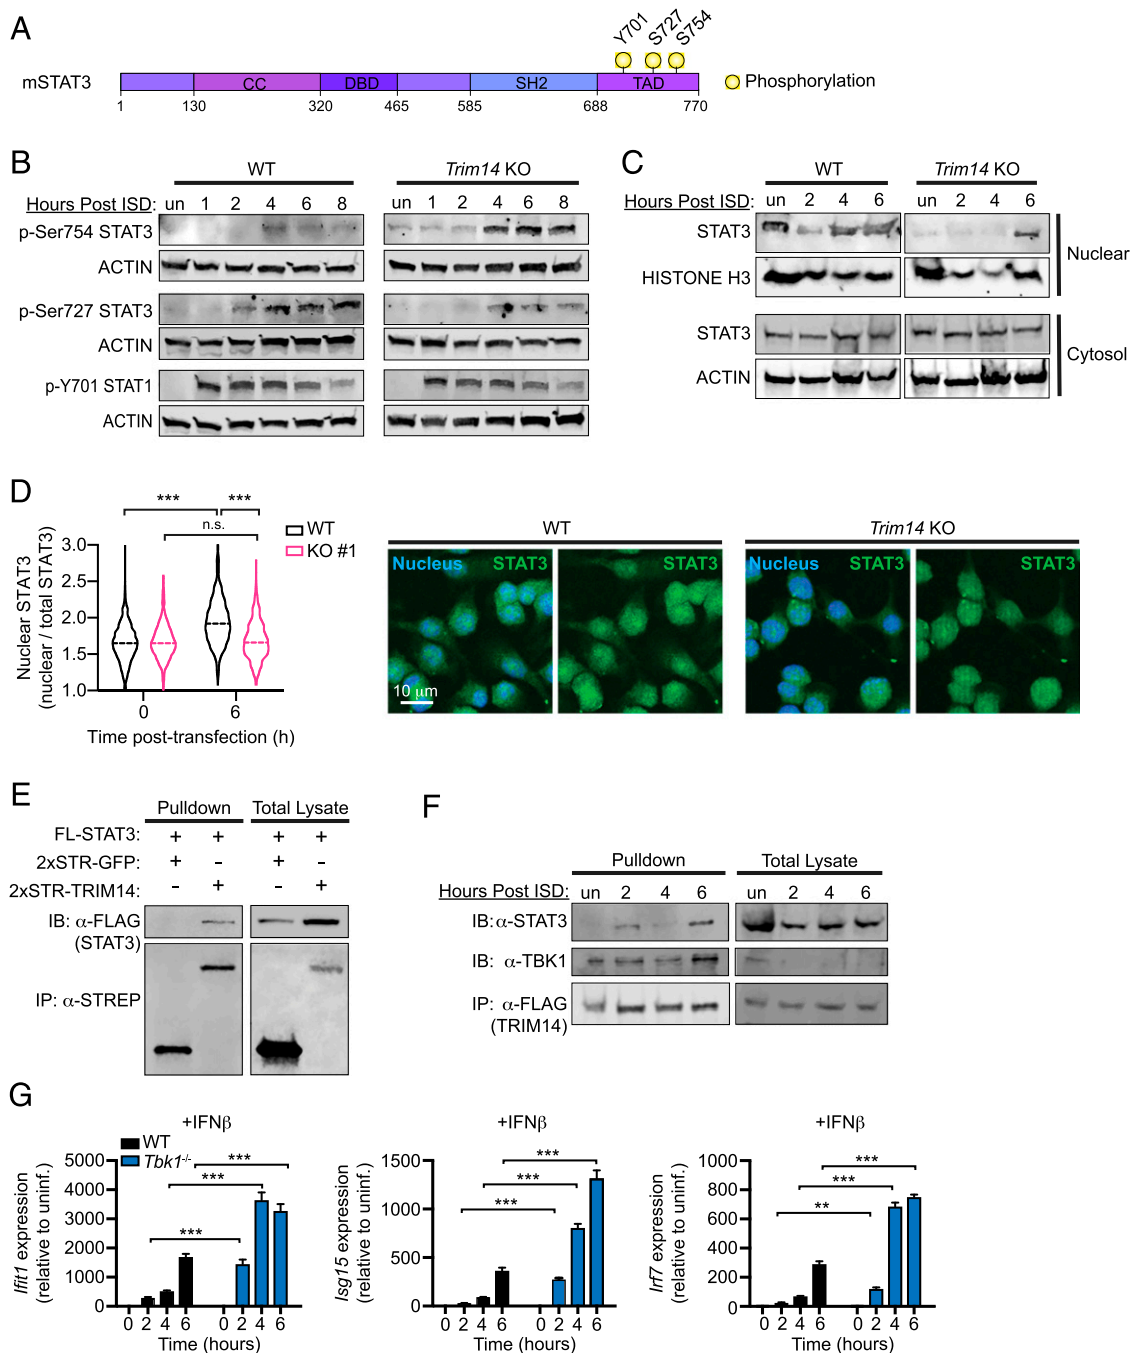 A
Y701
S727
S754
mSTAT3
CC
DBD
SH2
TAD
Phosphorylation
1
130
320
465
585
688
770
B
WT
Trim14 KO
Hours Post ISD:
un 1 2 4 6 8
un 1 2 4 6 8
p-Ser754 STAT3
ACTIN
p-Ser727 STAT3
ACTIN
p-Y701 STAT1
ACTIN
C
WT
Trim14 KO
Hours Post ISD:
un 2 4 6
un 2 4 6
STAT3
HISTONE H3
Nuclear
STAT3
ACTIN
Cytosol
D
***
***
n.s.
WT
KO #1
Nuclear STAT3
(nuclear / total STAT3)
3.0
2.5
2.0
1.5
1.0
0
6
Time post-transfection (h)
WT
Trim14 KO
Nucleus STAT3
STAT3
Nucleus STAT3
STAT3
10 μm
E
Pulldown
Total Lysate
FL-STAT3: + + + +
2xSTR-GFP: + - + -
2xSTR-TRIM14: - + - +
IB: α-FLAG
(STAT3)
IP: α-STREP
F
Pulldown
Total Lysate
Hours Post ISD:
un 2 4 6
un 2 4 6
IB:α-STAT3
IB: α-TBK1
IP: α-FLAG
(TRIM14)
G
+IFNβ
WT
Tbk1-/-
***
***
***
Ifit1 expression
(relative to uninf.)
5000
4000
3000
2000
1000
0
0 2 4 6 0 2 4 6
Time (hours)
+IFNβ
***
***
***
Isg15 expression
(relative to uninf.)
1500
1000
500
0
0 2 4 6 0 2 4 6
Time (hours)
+IFNβ
***
***
**
Irf7 expression
(relative to uninf.)
1000
800
600
400
200
0
0 2 4 6 0 2 4 6
Time (hours)